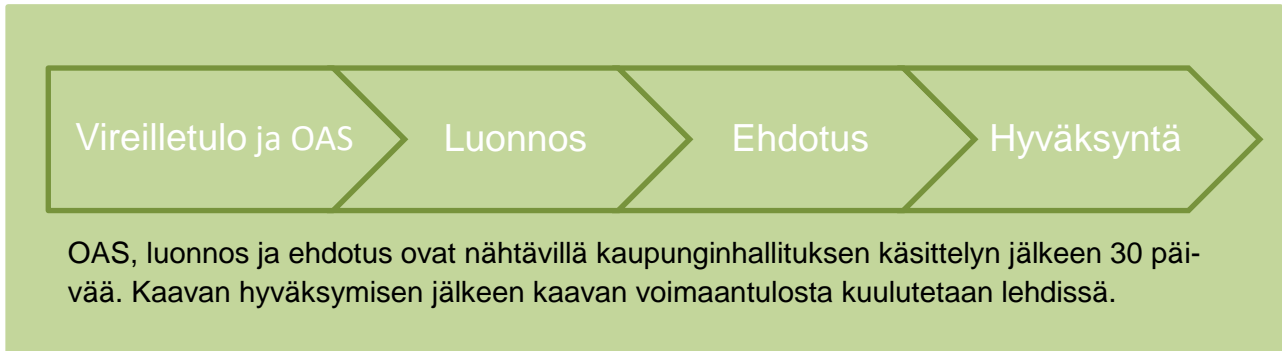 Vireilletulo ja OAS
Luonnos
Ehdotus
Hyväksyntä
OAS, luonnos ja ehdotus ovat nähtävillä kaupunginhallituksen käsittelyn jälkeen 30 päi-
vää. Kaavan hyväksymisen jälkeen kaavan voimaantulosta kuulutetaan lehdissä.